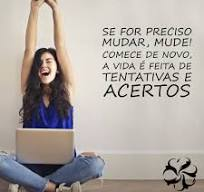 SE FOR PRECISO
MUDAR, MUDE!
COMECE DE NOVO,
A VIDA É FEITA DE
TENTATIVAS E
ACERTOS